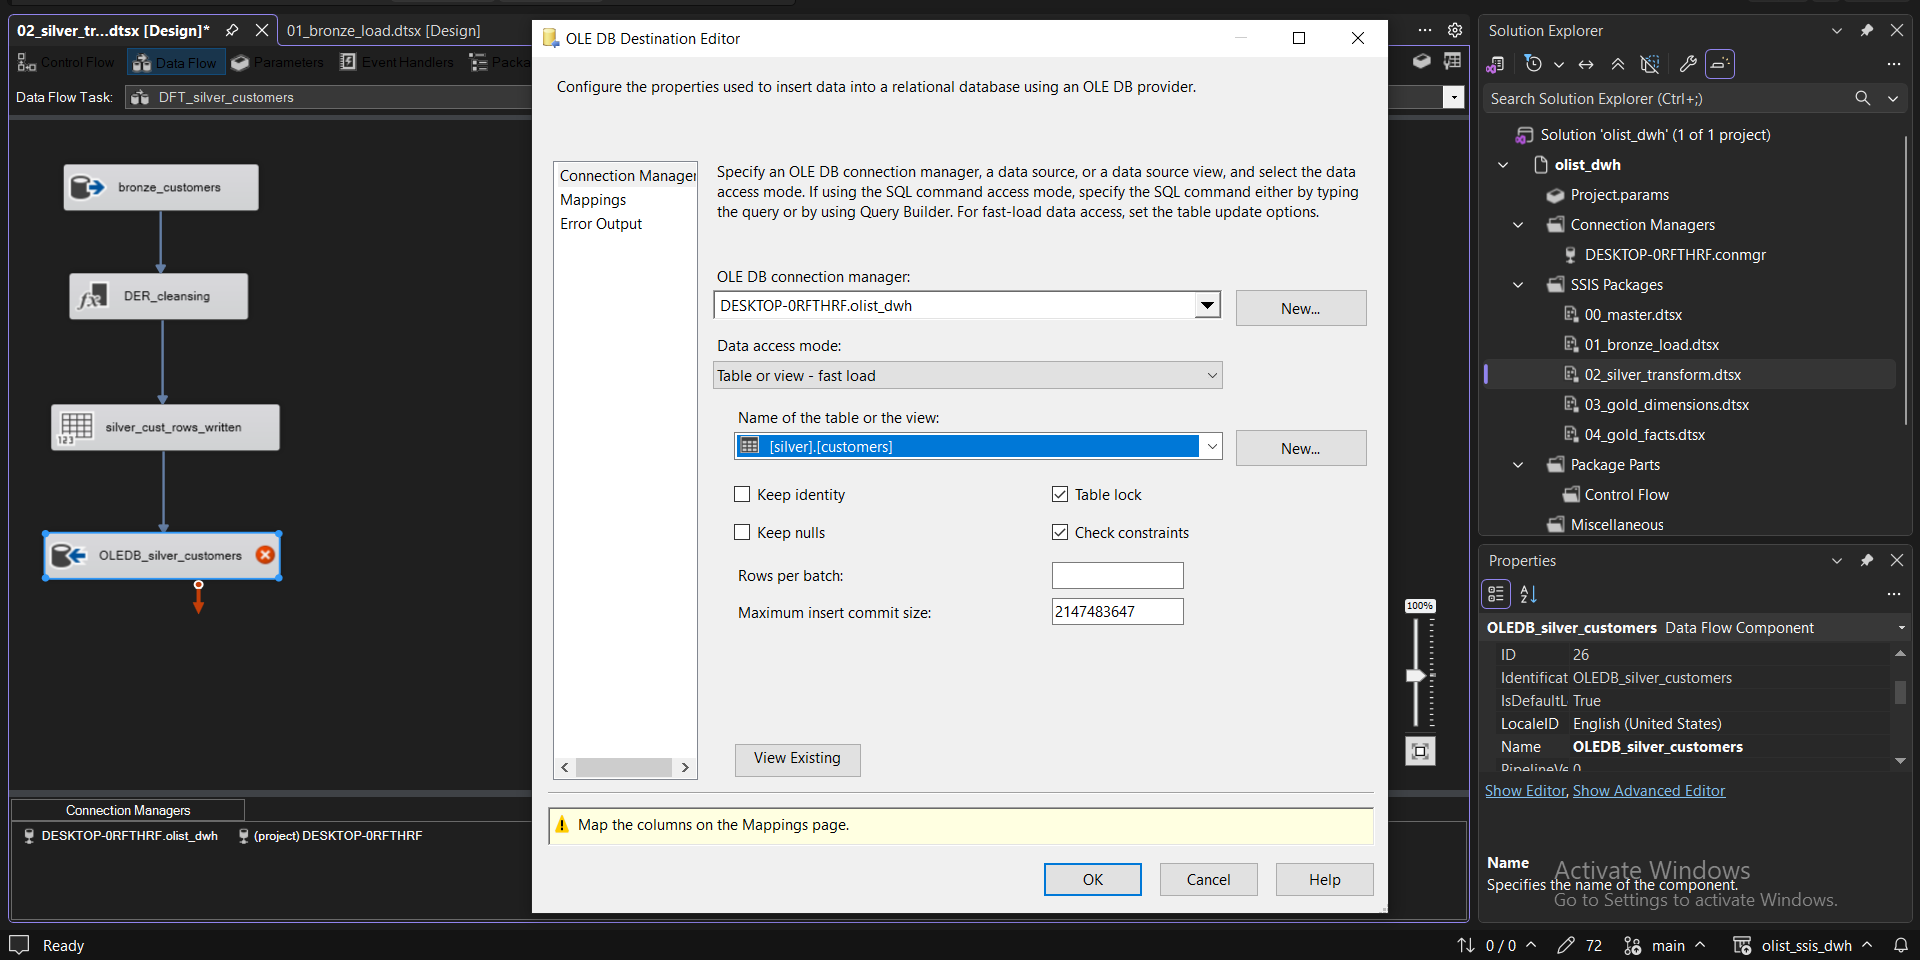 02_silver_tr...dtsx [Design]*
01_bronze_load.dtsx [Design]
Control Flow
Data Flow
Parameters
Event Handlers
Packa
Data Flow Task:
DFT_silver_customers
bronze_customers
DER_cleansing
123
silver_cust_rows_written
OLEDB_silver_customers
100%
Connection Managers
DESKTOP-0RFTHRF.olist_dwh
(project) DESKTOP-0RFTHRF
OLE DB Destination Editor
Configure the properties used to insert data into a relational database using an OLE DB provider.
Connection Manager
Mappings
Error Output
Specify an OLE DB connection manager, a data source, or a data source view, and select the data
access mode. If using the SQL command access mode, specify the SQL command either by typing
the query or by using Query Builder. For fast-load data access, set the table update options.
OLE DB connection manager:
DESKTOP-0RFTHRF.olist_dwh
New...
Data access mode:
Table or view - fast load
Name of the table or the view:
[silver].[customers]
New...
Keep identity
Table lock
Keep nulls
Check constraints
Rows per batch:
Maximum insert commit size:
2147483647
View Existing
Map the columns on the Mappings page.
OK
Cancel
Help
Solution Explorer
Search Solution Explorer (Ctrl+;)
Solution 'olist_dwh' (1 of 1 project)
olist_dwh
Project.params
Connection Managers
DESKTOP-0RFTHRF.conmgr
SSIS Packages
00_master.dtsx
01_bronze_load.dtsx
02_silver_transform.dtsx
03_gold_dimensions.dtsx
04_gold_facts.dtsx
Package Parts
Control Flow
Miscellaneous
Properties
OLEDB_silver_customers Data Flow Component
ID 26
Identificat OLEDB_silver_customers
IsDefaultL True
LocaleID English (United States)
Name OLEDB_silver_customers
PipelineVe 0
Show Editor, Show Advanced Editor
Name
Specifies the name of the component.
Activate Windows
Go to Settings to activate Windows.
Ready
0 / 0
72
main
olist_ssis_dwh